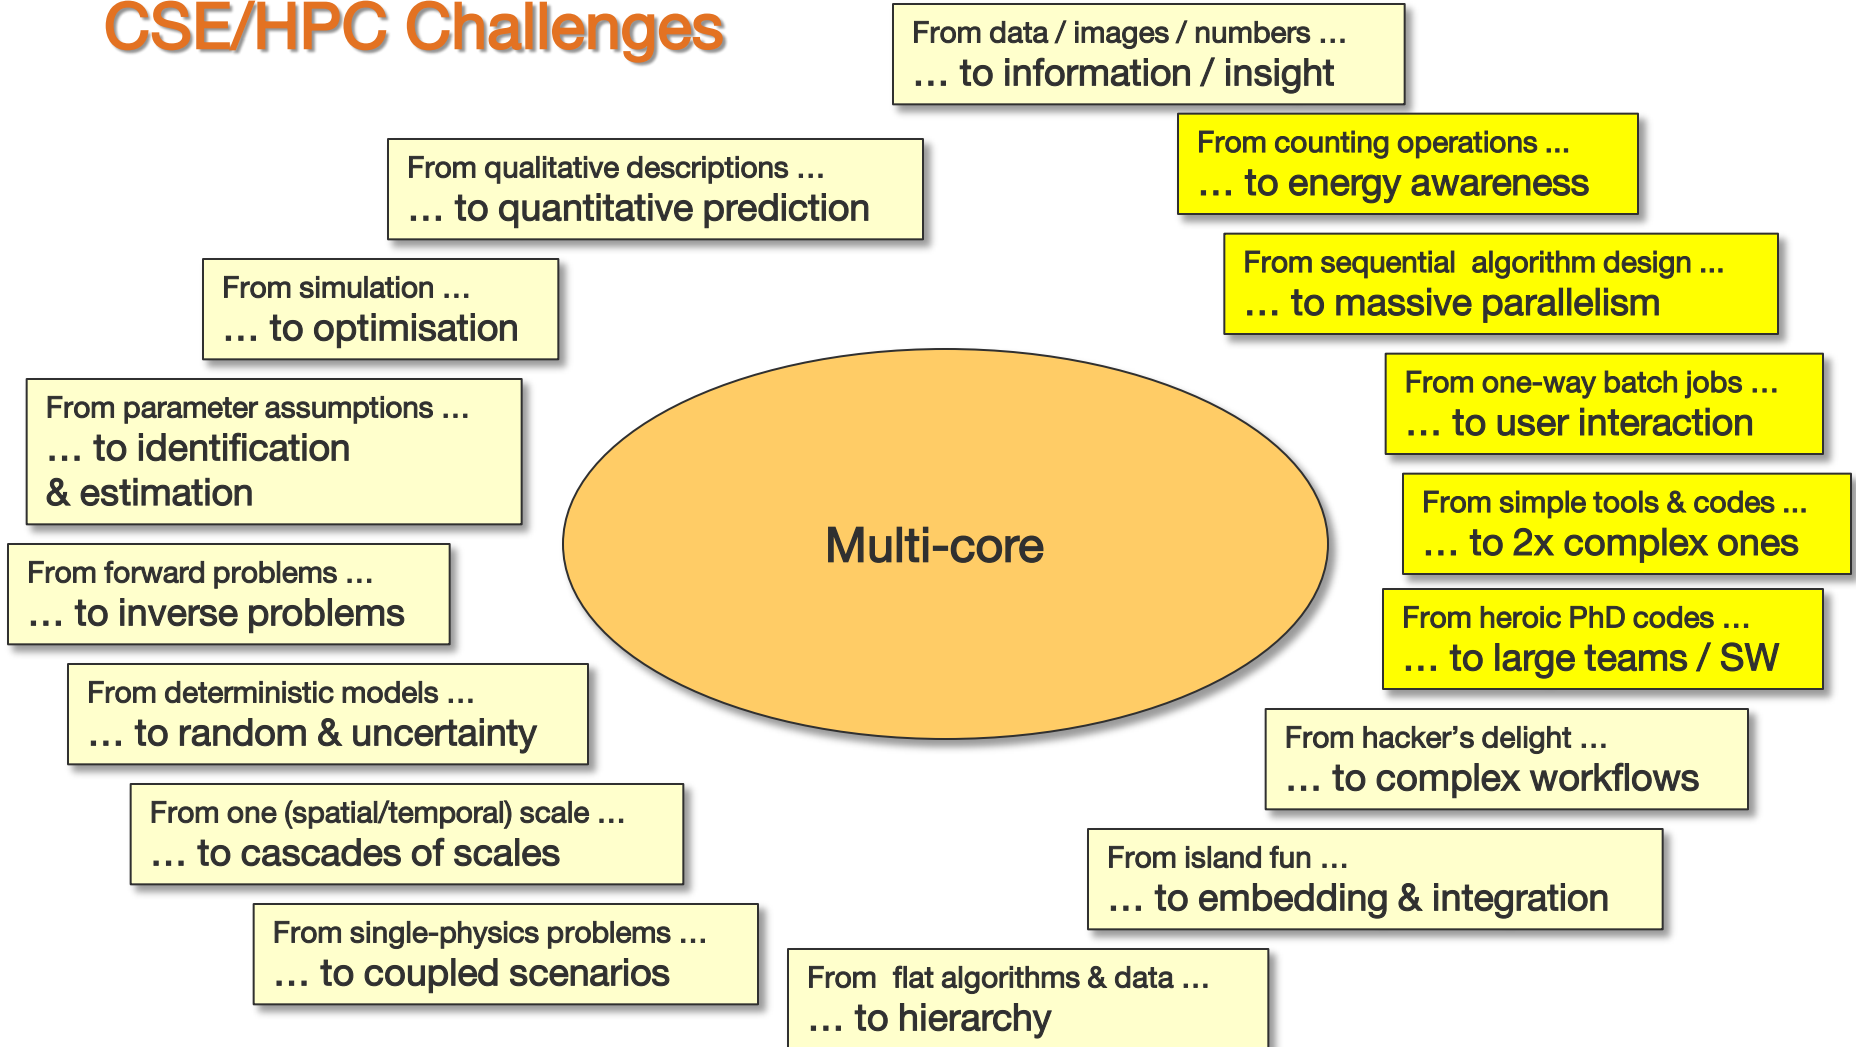 CSE/HPC Challenges
From data / images / numbers …
… to information / insight
From counting operations ...
… to energy awareness
From qualitative descriptions …
… to quantitative prediction
From sequential  algorithm design ...
… to massive parallelism
From simulation …
… to optimisation
From one-way batch jobs …
… to user interaction
From parameter assumptions …
… to identification
& estimation
From simple tools & codes ...
… to 2x complex ones
Multi-core
From forward problems …
… to inverse problems
From heroic PhD codes …
… to large teams / SW
From deterministic models …
… to random & uncertainty
From hacker’s delight …
… to complex workflows
From one (spatial/temporal) scale …
… to cascades of scales
From island fun …
… to embedding & integration
From single-physics problems …
… to coupled scenarios
From  flat algorithms & data …
… to hierarchy